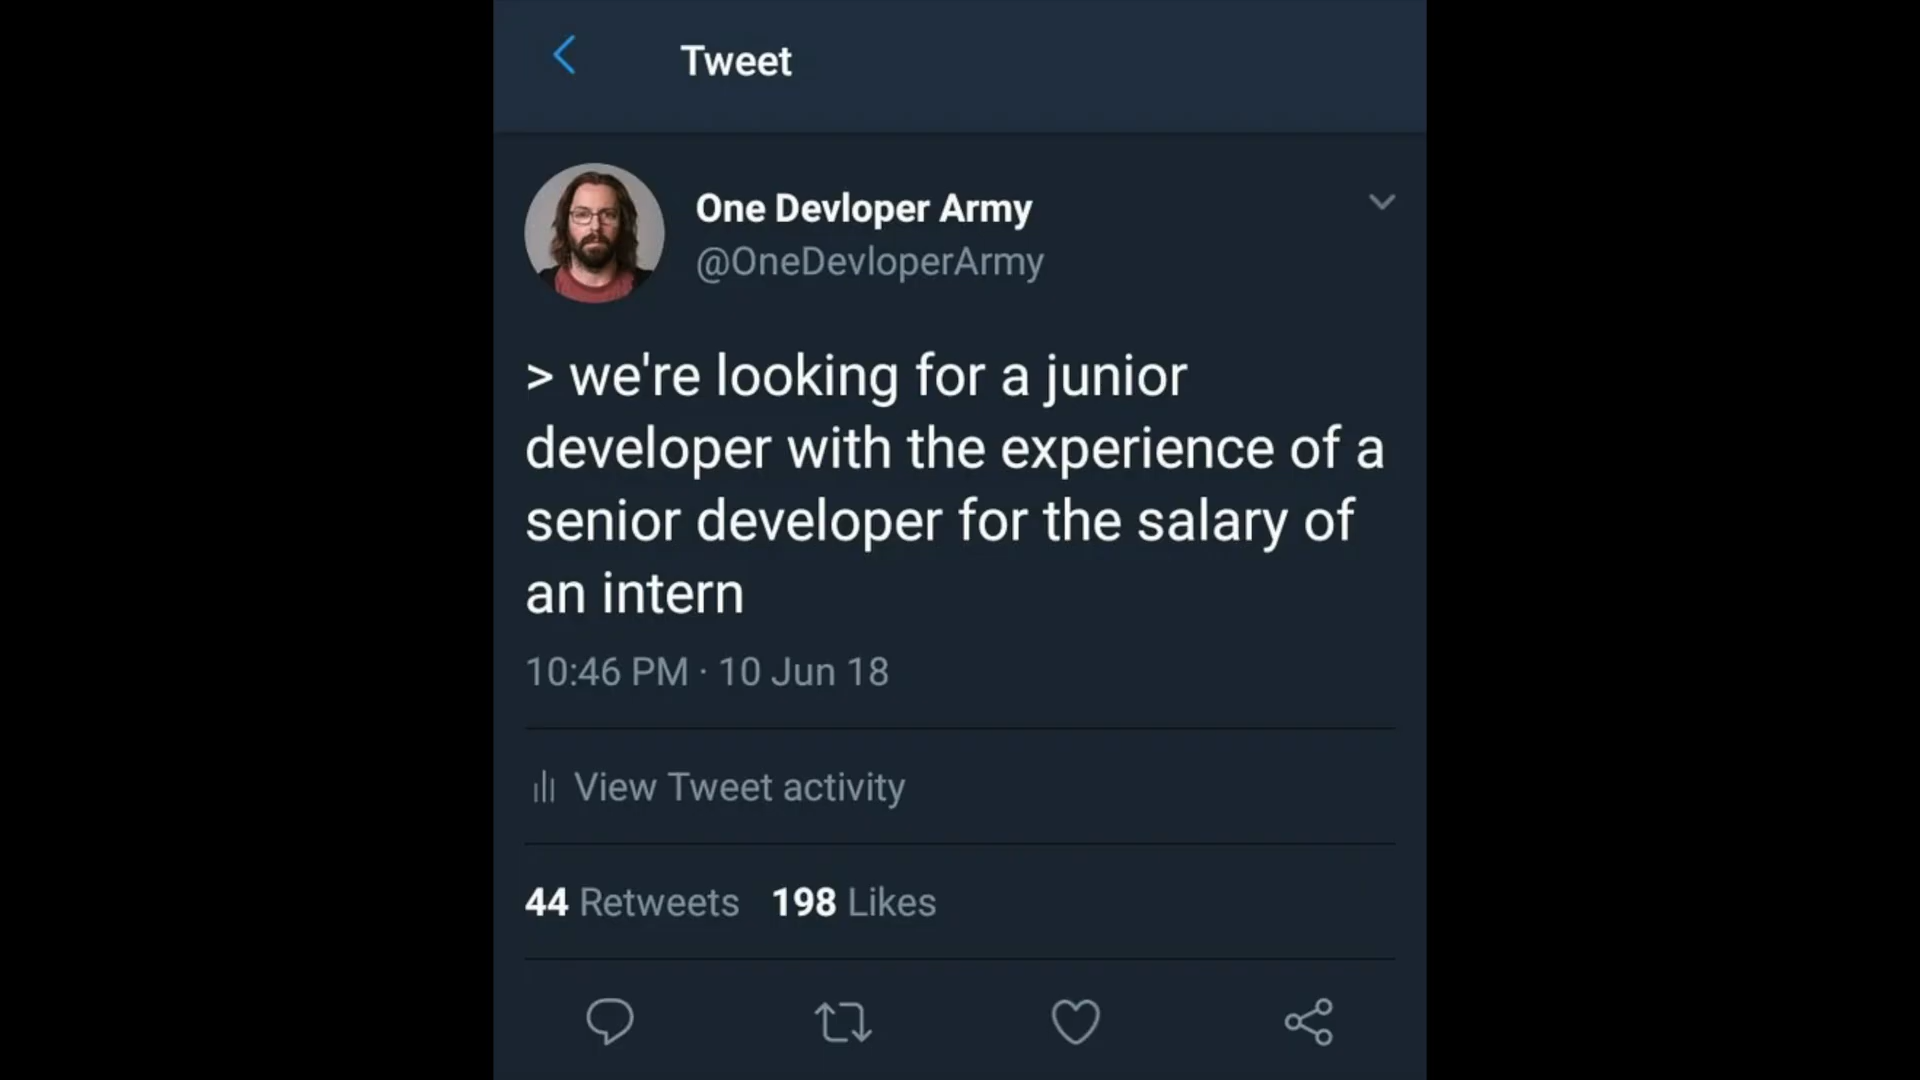 Tweet
One Devloper Army
@OneDevloperArmy
> we're looking for a junior
developer with the experience of a
senior developer for the salary of
an intern
10:46 PM · 10 Jun 18
View Tweet activity
44 Retweets 198 Likes